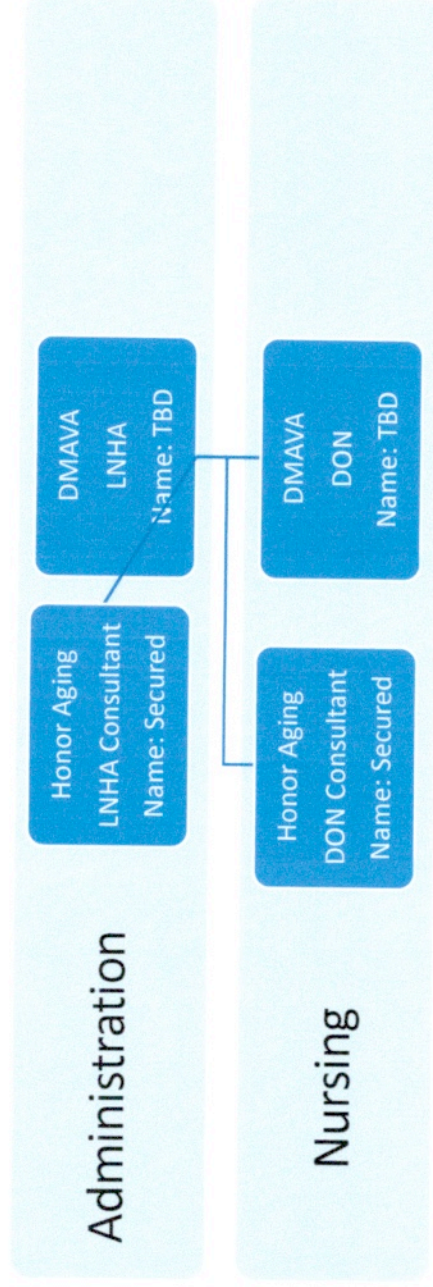 Administration
Honor Aging
LNHA Consultant
Name: Secured
DMAVA
LNHA
Name: TBD
Nursing
Honor Aging
DON Consultant
Name: Secured
DMAVA
DON
Name: TBD